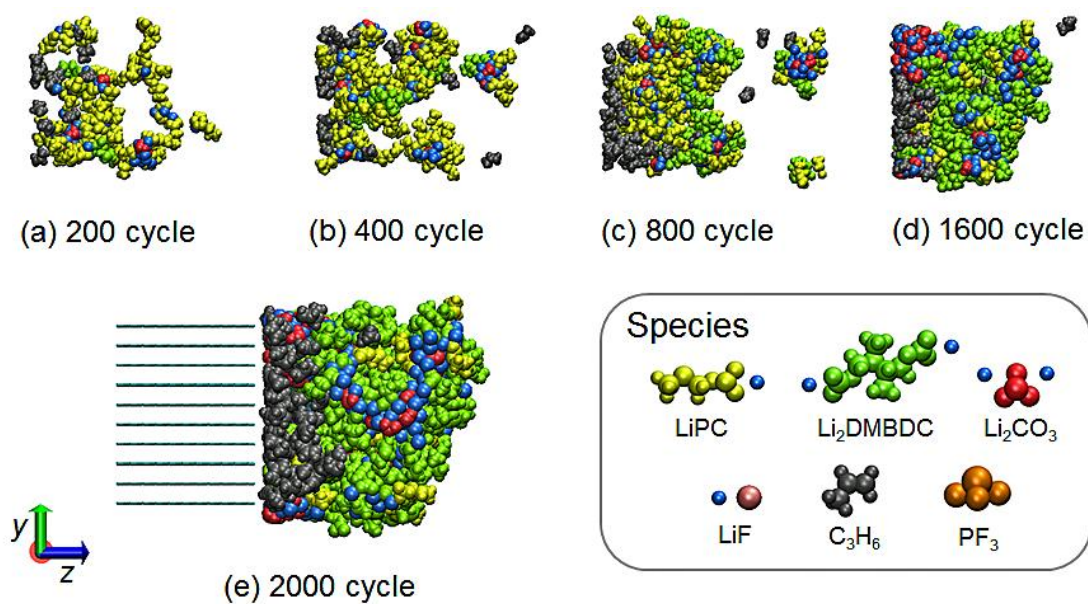 (a) 200 cycle
(b) 400 cycle
(c) 800 cycle
(d) 1600 cycle
Species
LiPC
Li₂DMBDC
Li₂CO₃
LiF
C₃H₆
PF₃
y
z
(e) 2000 cycle